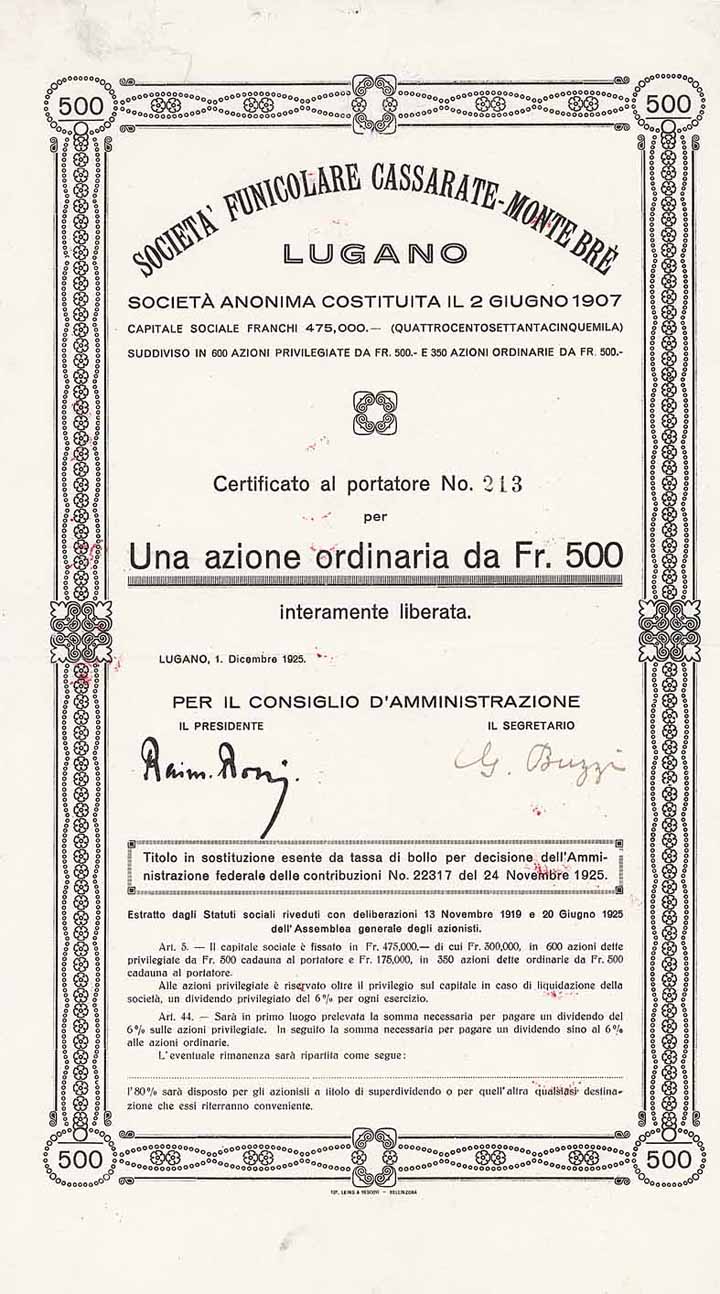 500 500
SOCIETA' FUNICOLARE CASSARATE-MONTE BRÈ
LUGANO
SOCIETÀ ANONIMA COSTITUITA IL 2 GIUGNO 1907
CAPITALE SOCIALE FRANCHI 475,000.— (QUATTROCENTOSETTANTACINQUEMILA)
SUDDIVISO IN 600 AZIONI PRIVILEGIATE DA FR. 500.- E 350 AZIONI ORDINARIE DA FR. 500.-
Certificato al portatore No. 213
per
Una azione ordinaria da Fr. 500
interamente liberata.
LUGANO, 1. Dicembre 1925.
PER IL CONSIGLIO D'AMMINISTRAZIONE
IL PRESIDENTE IL SEGRETARIO
Raim. Rossi. G. Buzzi
Titolo in sostituzione esente da tassa di bollo per decisione dell'Ammi-
nistrazione federale delle contribuzioni No. 22317 del 24 Novembre 1925.
Estratto dagli Statuti sociali riveduti con deliberazioni 13 Novembre 1919 e 20 Giugno 1925
dell'Assemblea generale degli azionisti.
Art. 5. — Il capitale sociale è fissato in Fr. 475,000.— di cui Fr. 300,000, in 600 azioni dette
privilegiate da Fr. 500 cadauna al portatore e Fr. 175,000, in 350 azioni dette ordinarie da Fr. 500
cadauna al portatore.
Alle azioni privilegiate è riservato oltre il privilegio sul capitale in caso di liquidazione della
società, un dividendo privilegiato del 6% per ogni esercizio.
Art. 44. — Sarà in primo luogo prelevata la somma necessaria per pagare un dividendo del
6% sulle azioni privilegiate. In seguito la somma necessaria per pagare un dividendo sino al 6%
alle azioni ordinarie.
L'eventuale rimanenza sarà ripartita come segue:
l'80% sarà disposto per gli azionisti a titolo di superdividendo o per quell'altra qualsiasi destina-
zione che essi riterranno conveniente.
500 500
TIP. — BELLINZONA